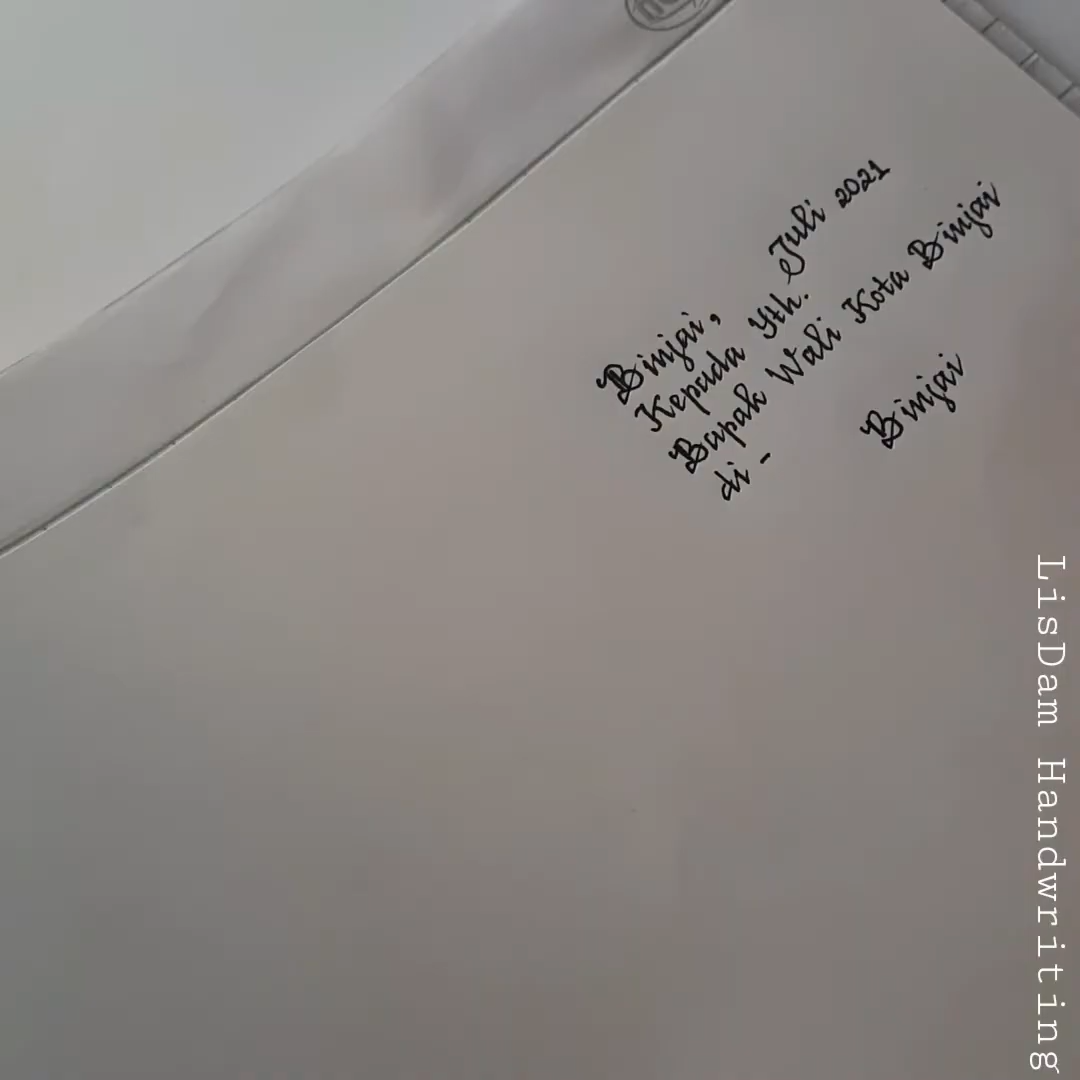 Binjai, Juli 2021
Kepada Yth.
Bapak Wali Kota Binjai
di -
Binjai
LisDam Handwriting